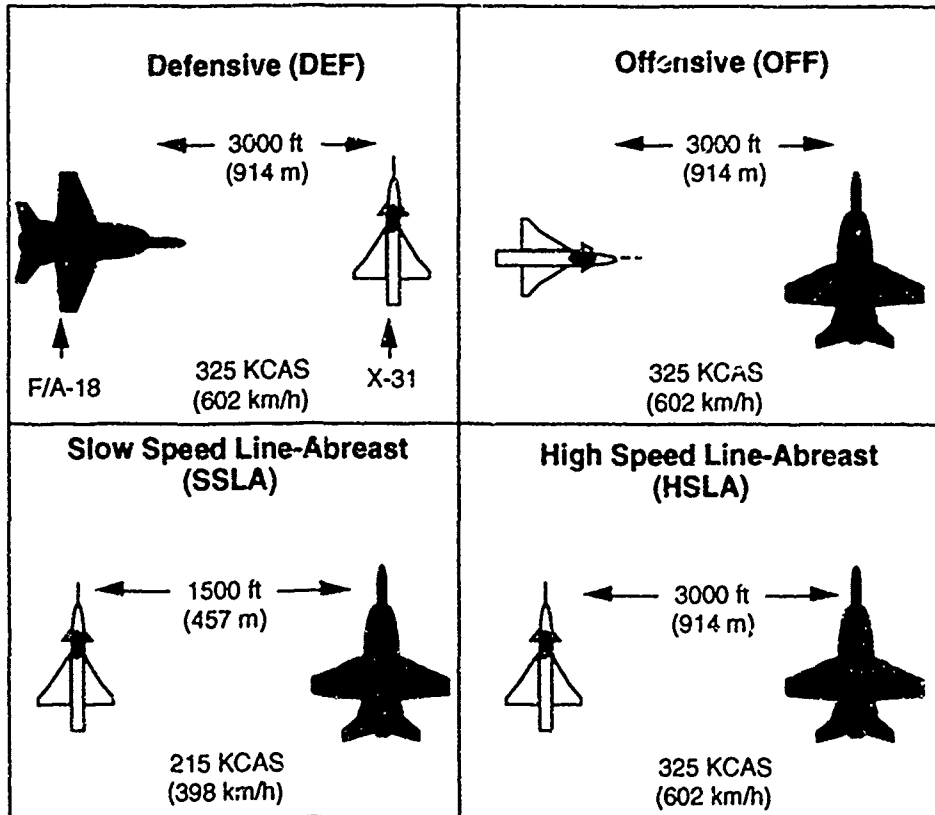 Defensive (DEF)
3000 ft
(914 m)
F/A-18
325 KCAS
(602 km/h)
X-31
Offensive (OFF)
3000 ft
(914 m)
325 KCAS
(602 km/h)
Slow Speed Line-Abreast
(SSLA)
1500 ft
(457 m)
215 KCAS
(398 km/h)
High Speed Line-Abreast
(HSLA)
3000 ft
(914 m)
325 KCAS
(602 km/h)